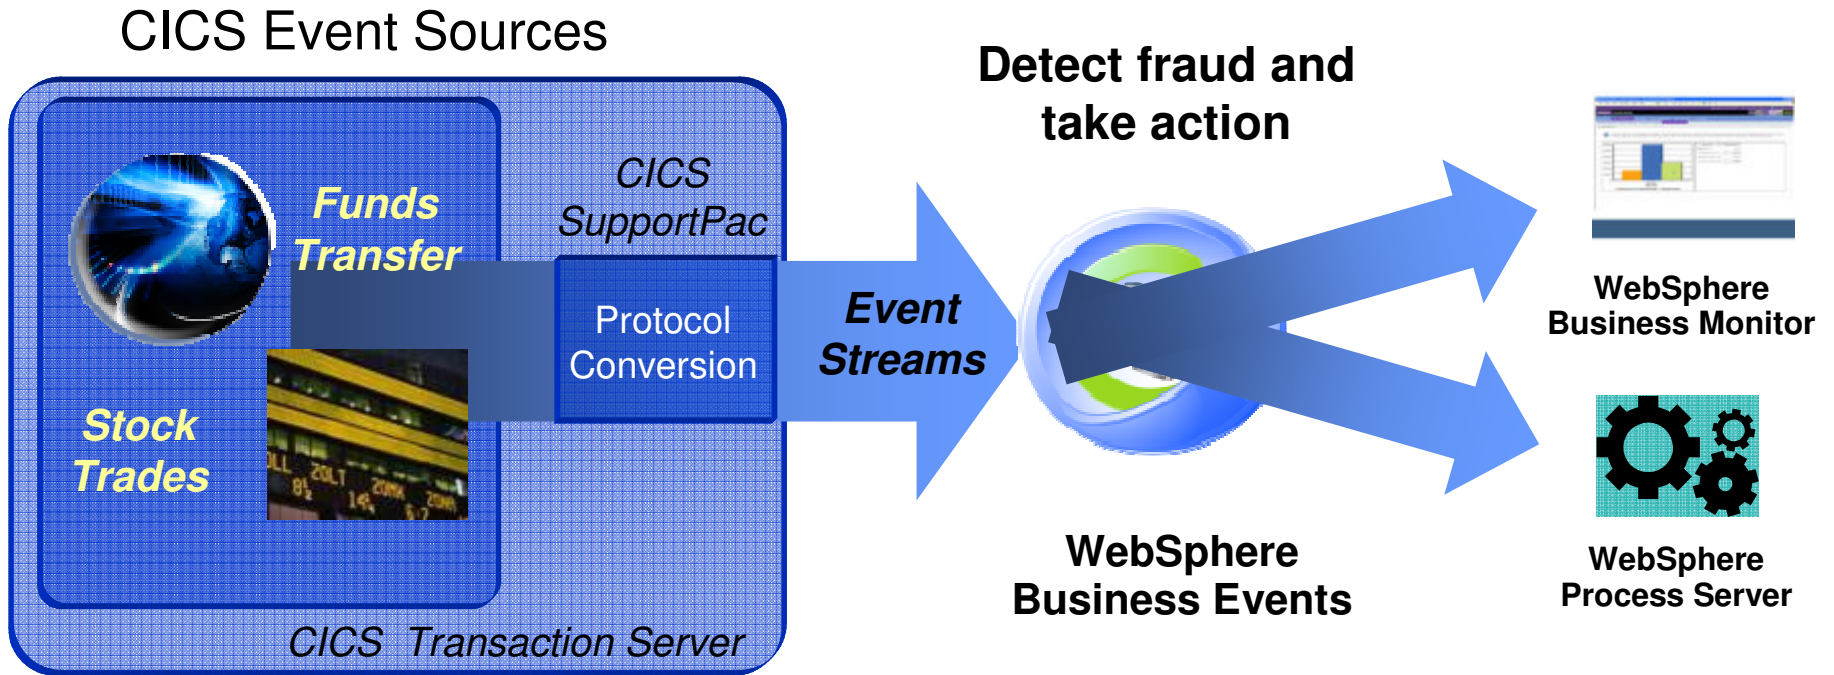 CICS Event Sources
Funds
Transfer
Stock
Trades
CICS
SupportPac
Protocol
Conversion
CICS Transaction Server
Event
Streams
Detect fraud and
take action
WebSphere
Business Events
WebSphere
Business Monitor
WebSphere
Process Server